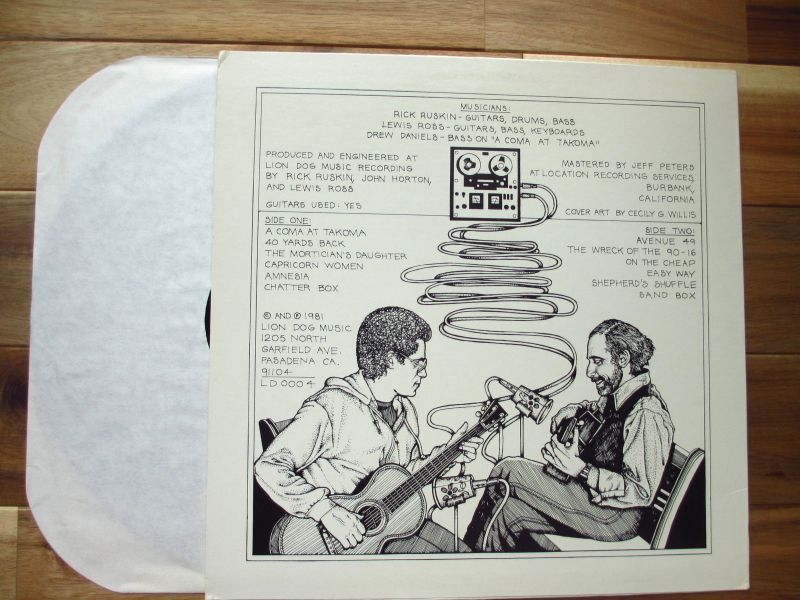 MUSICIANS:
RICK RUSKIN - GUITARS, DRUMS, BASS
LEWIS ROSS - GUITARS, BASS, KEYBOARDS
DREW DANIELS - BASS ON "A COMA AT TAKOMA"
PRODUCED AND ENGINEERED AT
LION DOG MUSIC RECORDING
BY RICK RUSKIN, JOHN HORTON,
AND LEWIS ROSS
GUITARS USED: YES
MASTERED BY JEFF PETERS
AT LOCATION RECORDING SERVICES,
BURBANK,
CALIFORNIA
COVER ART BY CECILY G. WILLIS
SIDE ONE:
A COMA AT TAKOMA
40 YARDS BACK
THE MORTICIAN'S DAUGHTER
CAPRICORN WOMEN
AMNESIA
CHATTER BOX
SIDE TWO:
AVENUE 49
THE WRECK OF THE 90-16
ON THE CHEAP
EASY WAY
SHEPHERD'S SHUFFLE
SAND BOX
© AND ℗ 1981
LION DOG MUSIC
1205 NORTH
GARFIELD AVE.
PASADENA CA.
91104
LD 0004